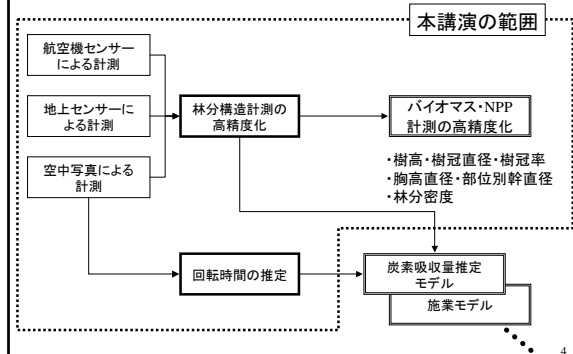 本講演の範囲
航空機センサー
による計測
地上センサーに
よる計測
空中写真による
計測
林分構造計測の
高精度化
バイオマス・NPP
計測の高精度化
・樹高・樹冠直径・樹冠率
・胸高直径・部位別幹直径
・林分密度
回転時間の推定
炭素吸収量推定
モデル
施業モデル
4